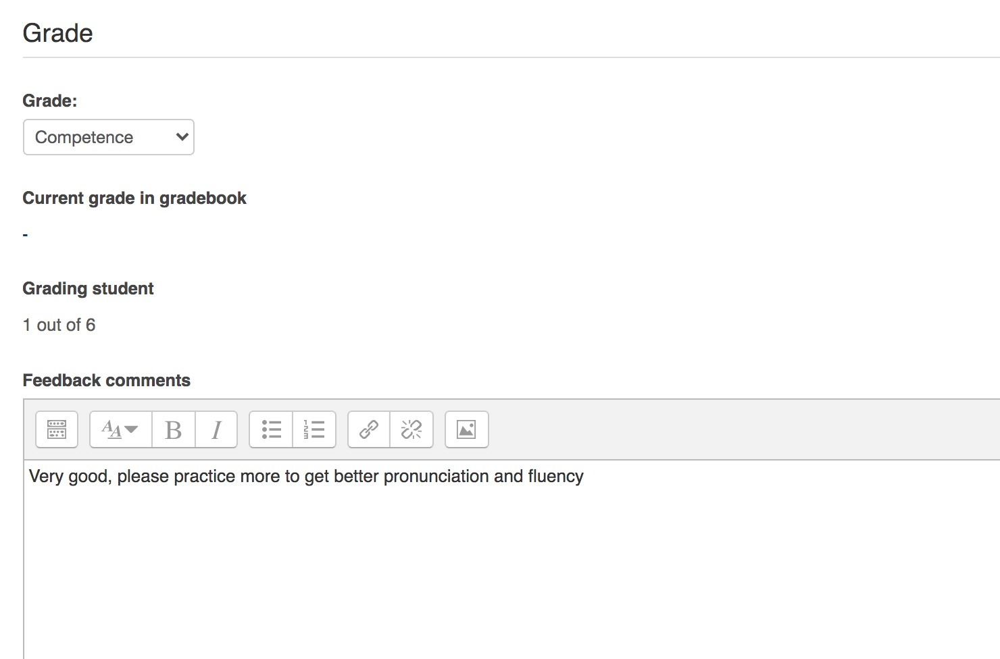 Grade
Grade:
Competence
Current grade in gradebook
-
Grading student
1 out of 6
Feedback comments
Very good, please practice more to get better pronunciation and fluency